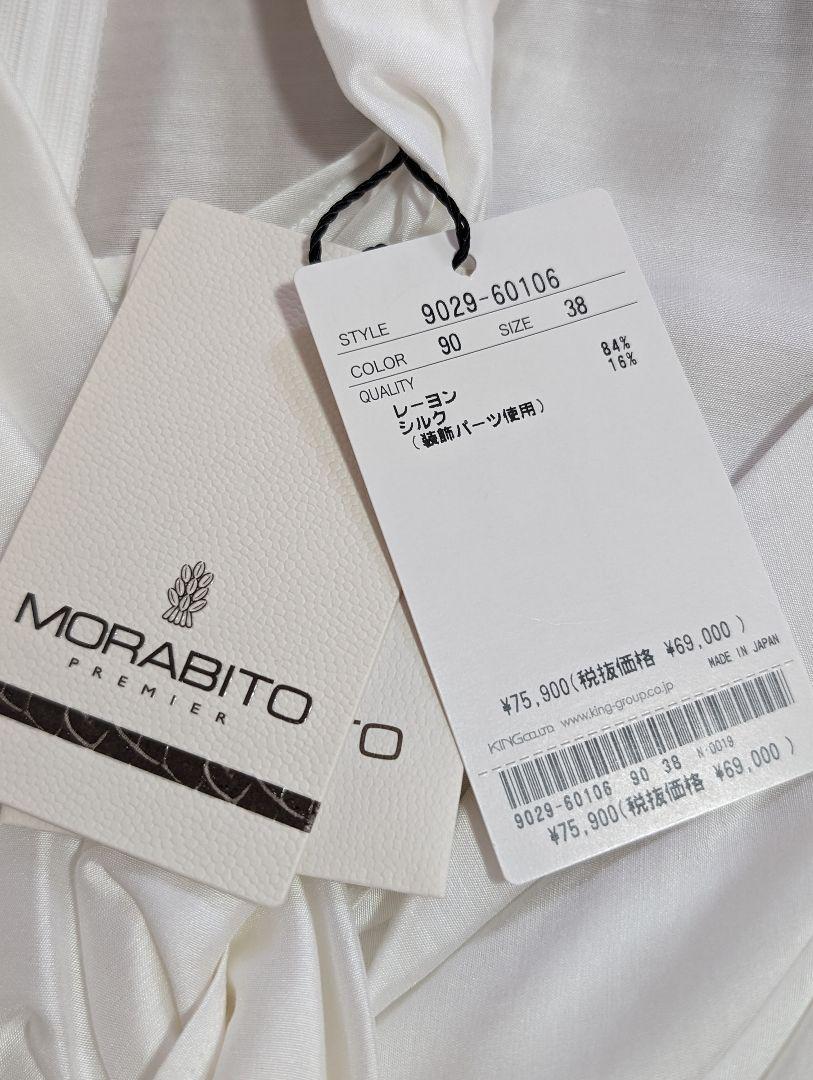 STYLE 9029-60106
COLOR 90 SIZE 38
QUALITY
レーヨン 84%
シルク 16%
(装飾パーツ使用)
¥75,900(税抜価格 ¥69,000)
MADE IN JAPAN
KING CO.,LTD. www.king-group.co.jp
9029-60106 90 38 N-0019
¥75,900(税抜価格 ¥69,000)
MORABITO
PREMIER
TO